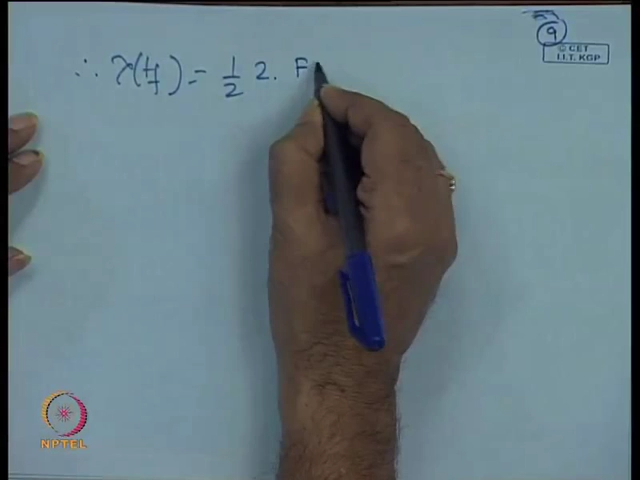 9
© CET
I.I.T. KGP
∴ λ(H/f) = 1/2 2. F
NPTEL